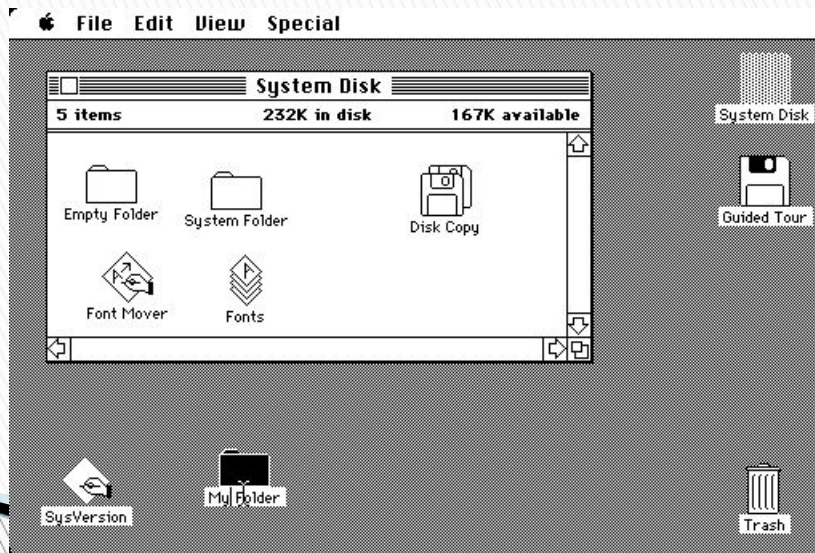 File Edit View Special
System Disk
5 items 232K in disk 167K available
Empty Folder
System Folder
Disk Copy
Font Mover
Fonts
System Disk
Guided Tour
SysVersion
My Folder
Trash